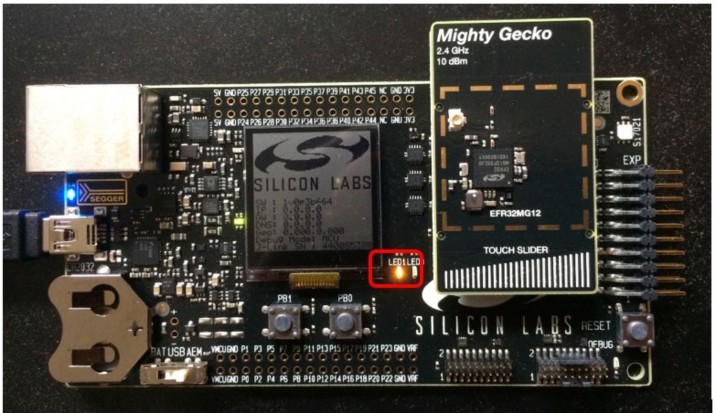 Mighty Gecko
2.4 GHz
10 dBm
5V GND P25 P27 P29 P31 P33 P35 P37 P39 P41 P43 P45 NC GND 3V3
5V GND P24 P26 P28 P30 P32 P34 P36 P38 P40 P42 P44 NC GND 3V3
Si7021
EXP
SEGGER
SILICON LABS
EFR32MG12
TOUCH SLIDER
LED1 LED0
PB1
PB0
SILICON LABS
RESET
DEBUG
BAT USB AEM
VMCU GND P1 P3 P5 P7 P9 P11 P13 P15 P17 P19 P21 P23 GND VRF
VMCU GND P0 P2 P4 P6 P8 P10 P12 P14 P16 P18 P20 P22 GND VRF